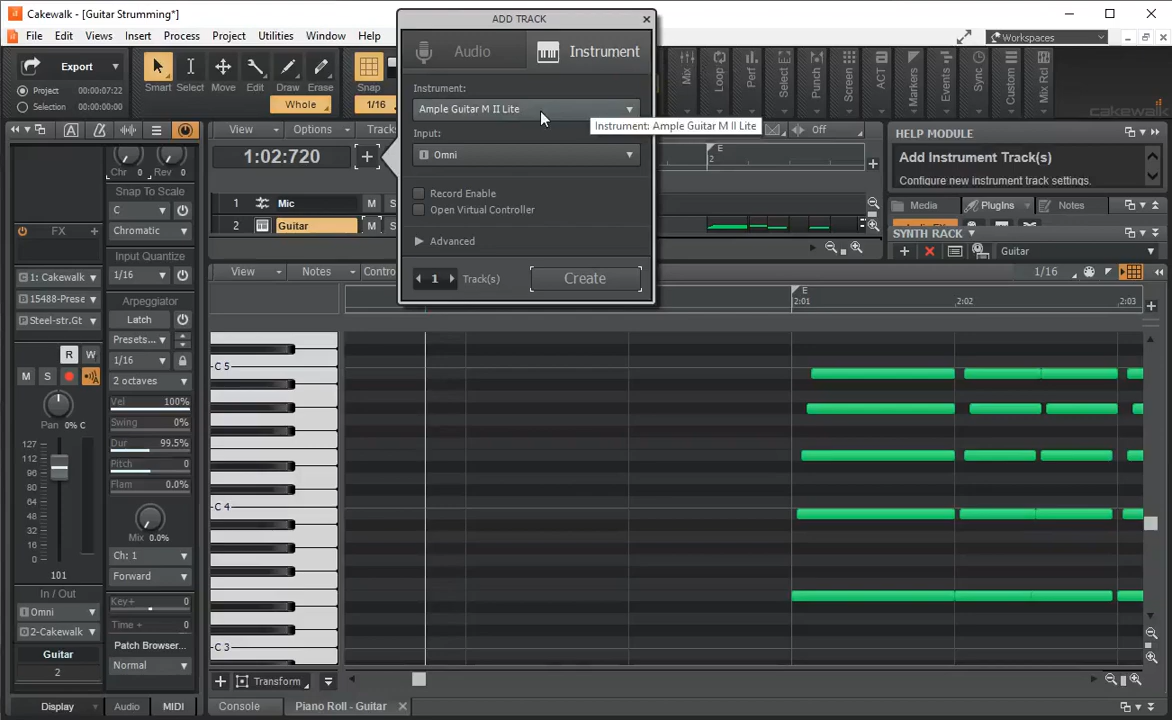 Cakewalk - [Guitar Strumming*]
File Edit Views Insert Process Project Utilities Window Help
Workspaces
ADD TRACK
Audio
Instrument
Instrument:
Ample Guitar M II Lite
Instrument: Ample Guitar M II Lite
Input:
Omni
Record Enable
Open Virtual Controller
Advanced
1 Track(s)
Create
Export
Project 00:00:07:22
Selection 00:00:00:00
Smart Select Move Edit Draw Erase Snap
Whole 1/16
Mix Loop Perf Select Punch Screen ACT Custom Sync Mix Rd
cakewalk
View Options Tracks
Off
1:02:720
E
2
1 Mic M
2 Guitar M
HELP MODULE
Add Instrument Track(s)
Configure new instrument track settings.
Media PlugIns Notes
SYNTH RACK
Guitar
Chr 0 Rev 0
Snap To Scale
C
Chromatic
FX
Input Quantize
1/16
Arpeggiator
Latch
Presets...
1/16
2 octaves
Vel 100%
Swing 0%
Dur 99.5%
Pitch 0
Flam 0.0%
Mix 0.0%
Ch: 1
Forward
Key+ 0
Time + 0
Patch Browser...
Normal
1: Cakewalk
15488-Prese
Steel-str.Gt
R W
M S
Pan 0% C
127
112
96
80
64
48
32
16
0
101
In / Out
Omni
2-Cakewalk
Guitar
2
Display Audio MIDI
View Notes Contro
1/16
E
2:01 2:02 2:03
C 5
C 4
C 3
Transform
Console Piano Roll - Guitar